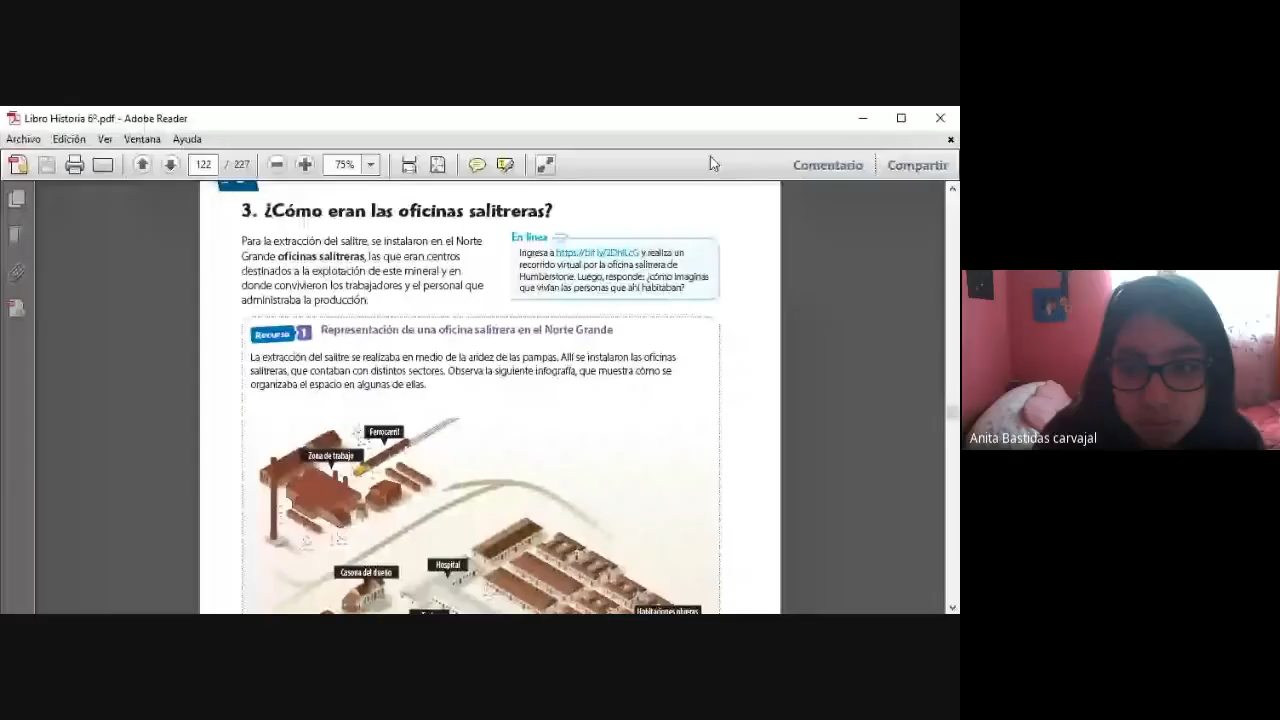 Libro Historia 6º.pdf - Adobe Reader
Archivo Edición Ver Ventana Ayuda
122 / 227 75% Comentario Compartir
3. ¿Cómo eran las oficinas salitreras?
Para la extracción del salitre, se instalaron en el Norte
Grande oficinas salitreras, las que eran centros
destinados a la explotación de este mineral y en
donde convivieron los trabajadores y el personal que
administraba la producción.
En línea
Ingresa a y realiza un
recorrido virtual por la oficina salitrera de
Humberstone. Luego, responde: ¿cómo imaginas
que vivían las personas que ahí habitaban?
Recurso 1 Representación de una oficina salitrera en el Norte Grande
La extracción del salitre se realizaba en medio de la aridez de las pampas. Allí se instalaron las oficinas
salitreras, que contaban con distintos sectores. Observa la siguiente infografía, que muestra cómo se
organizaba el espacio en algunas de ellas.
Ferrocarril
Zona de trabajo
Hospital
Casona del dueño
Habitaciones obreras
Anita Bastidas carvajal